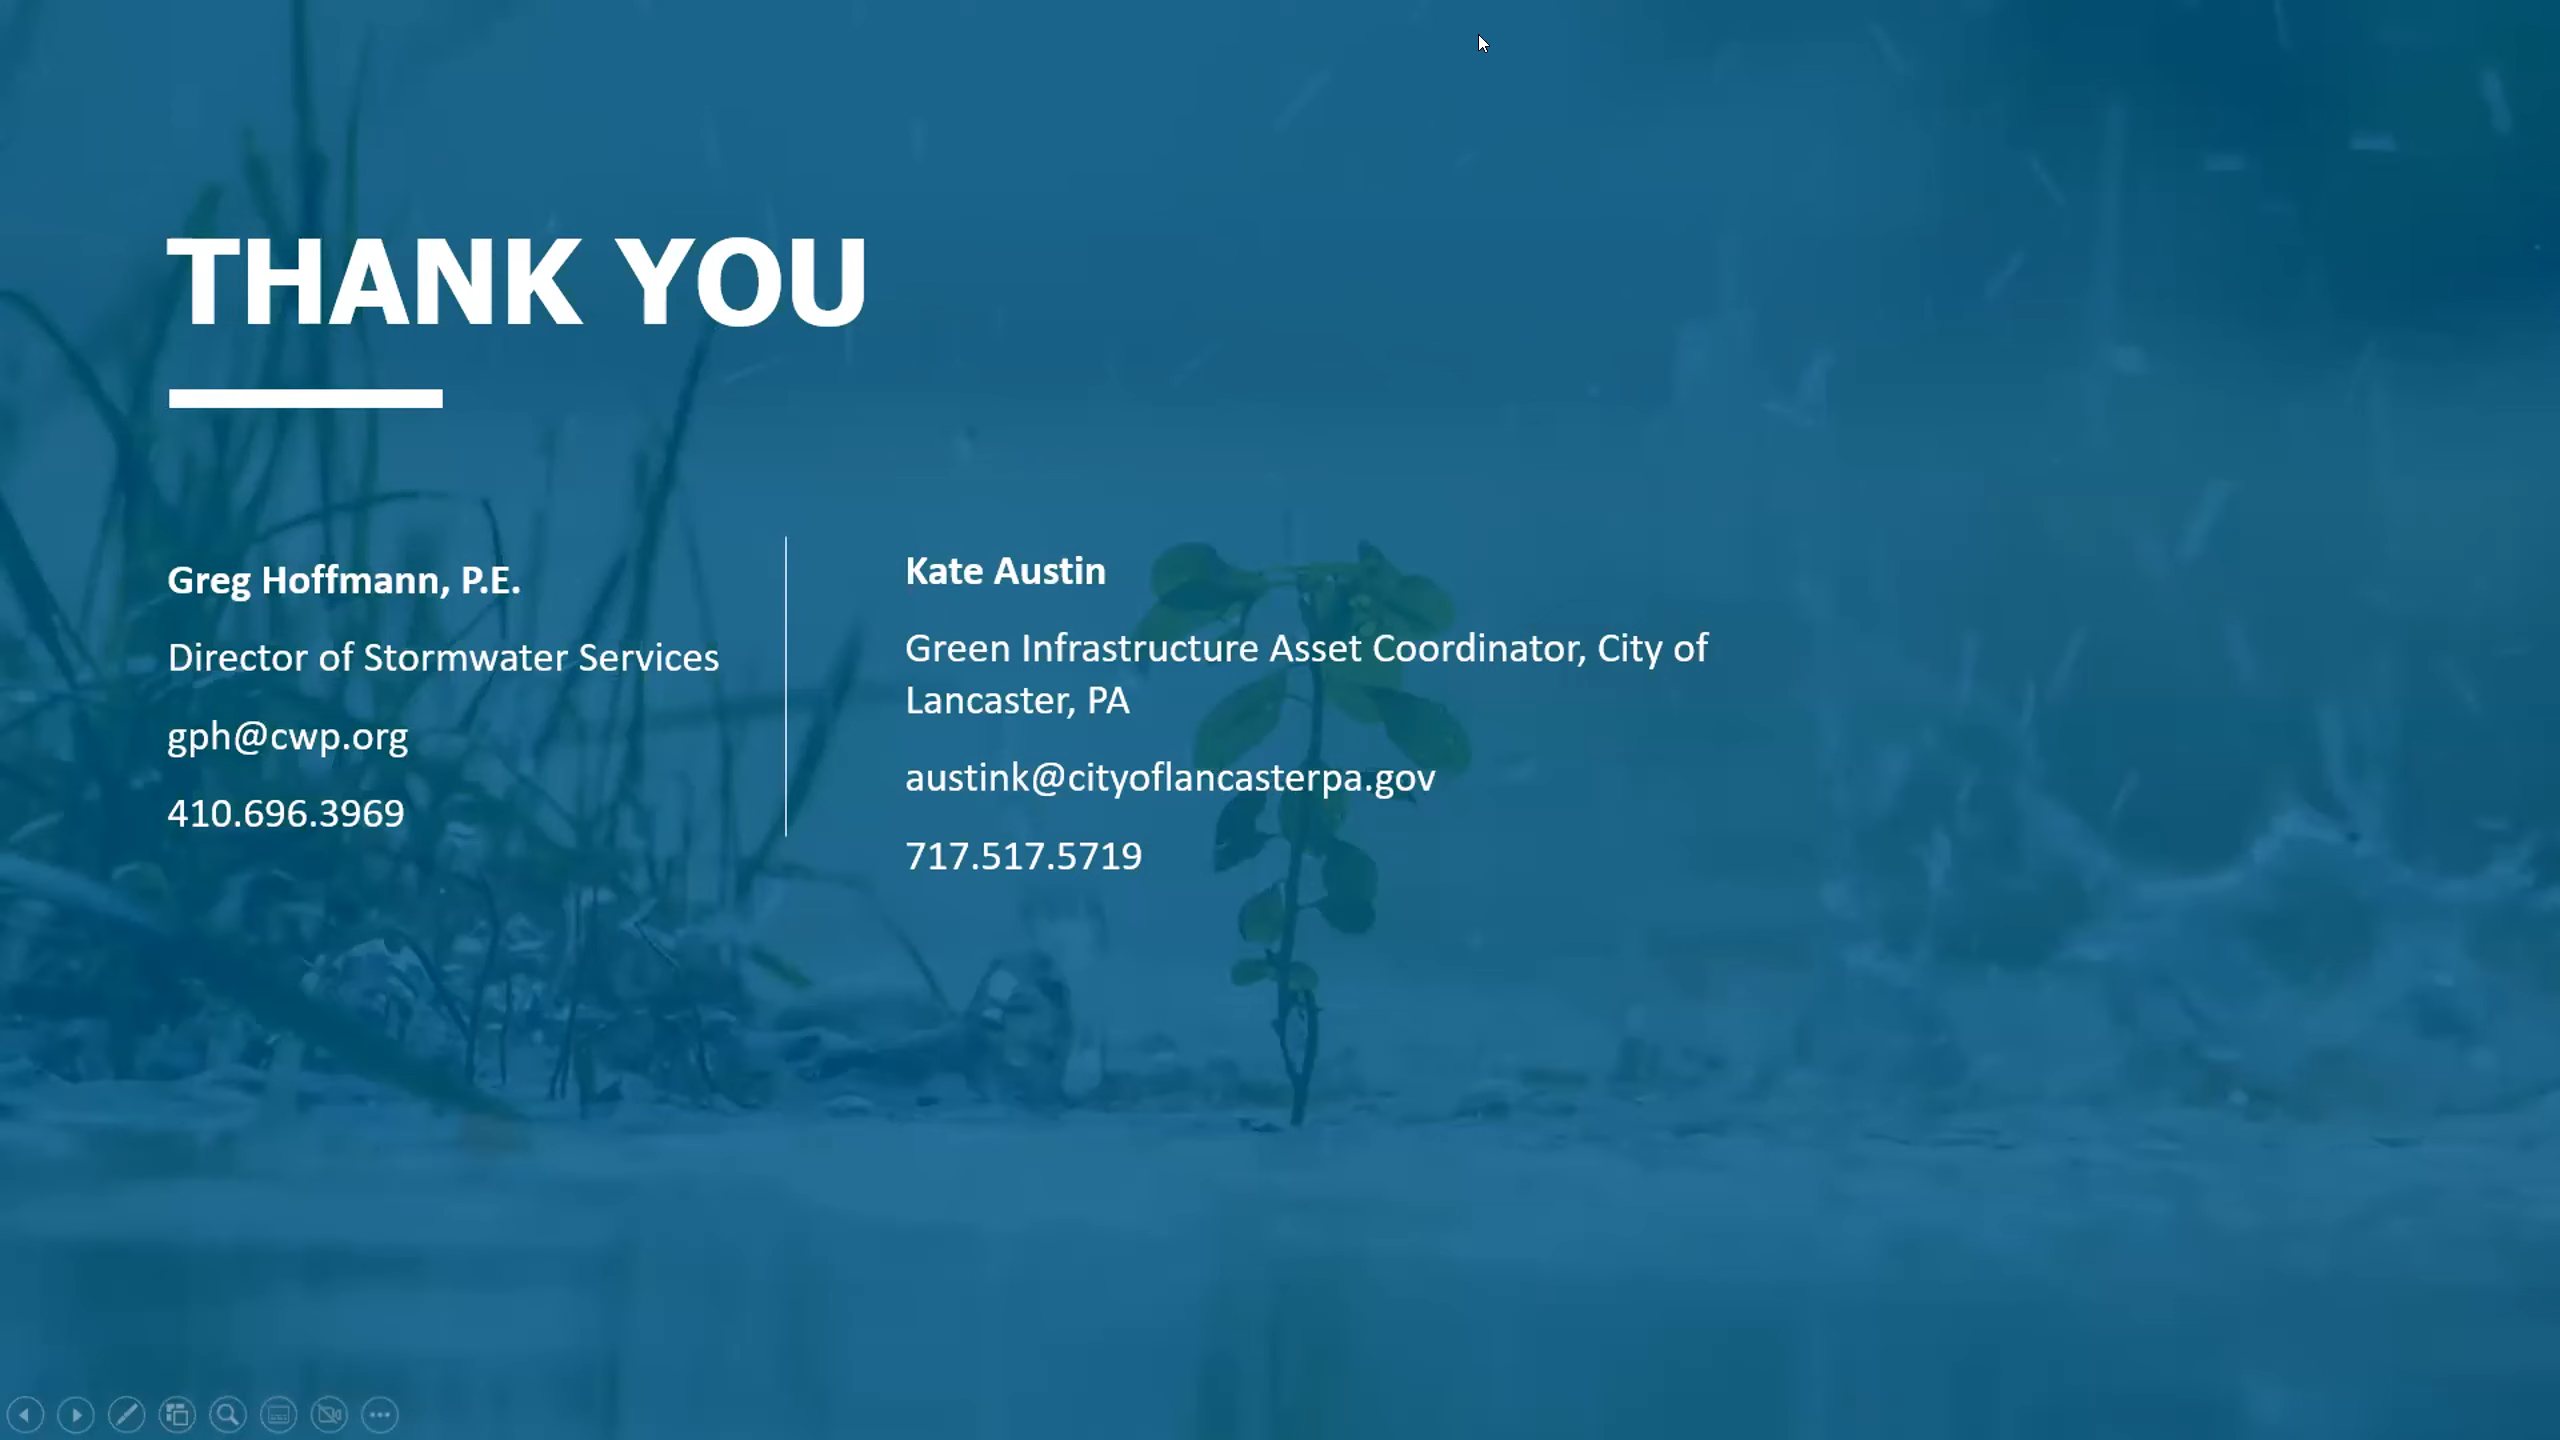 THANK YOU
Greg Hoffmann, P.E.
Director of Stormwater Services
gph@cwp.org
410.696.3969
Kate Austin
Green Infrastructure Asset Coordinator, City of
Lancaster, PA
austink@cityoflancasterpa.gov
717.517.5719